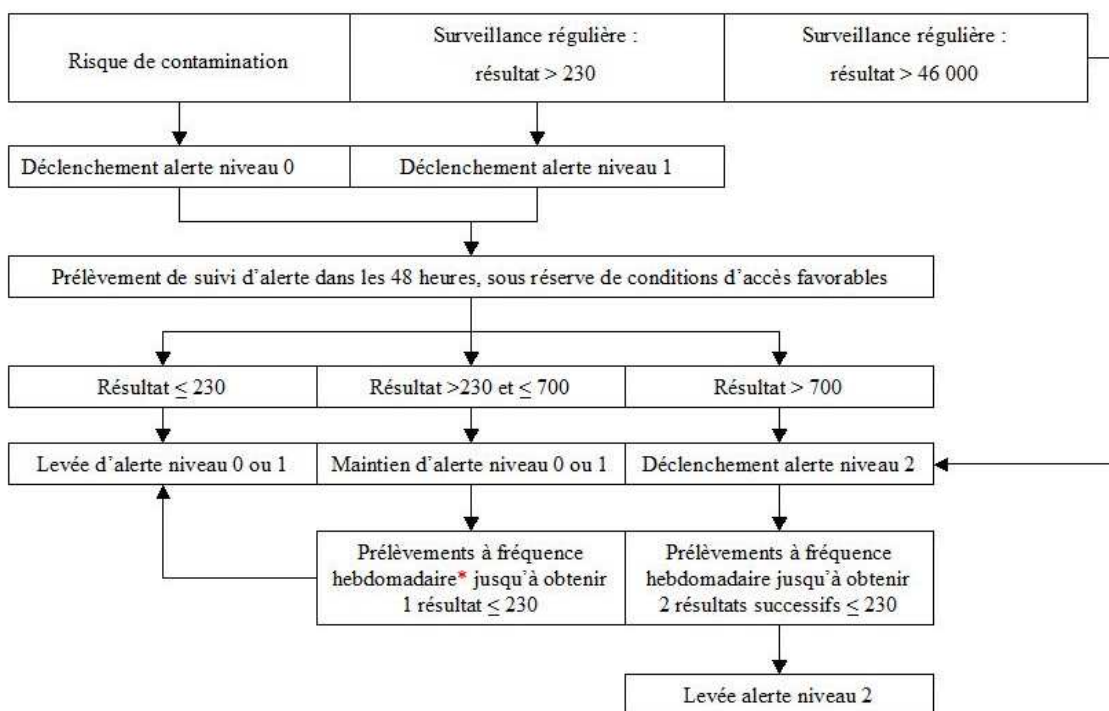 Risque de contamination
Surveillance régulière :
résultat > 230
Surveillance régulière :
résultat > 46 000
Déclenchement alerte niveau 0
Déclenchement alerte niveau 1
Prélèvement de suivi d’alerte dans les 48 heures, sous réserve de conditions d’accès favorables
Résultat ≤ 230
Résultat >230 et ≤ 700
Résultat > 700
Levée d’alerte niveau 0 ou 1
Maintien d’alerte niveau 0 ou 1
Déclenchement alerte niveau 2
Prélèvements à fréquence
hebdomadaire* jusqu’à obtenir
1 résultat ≤ 230
Prélèvements à fréquence
hebdomadaire jusqu’à obtenir
2 résultats successifs ≤ 230
Levée alerte niveau 2